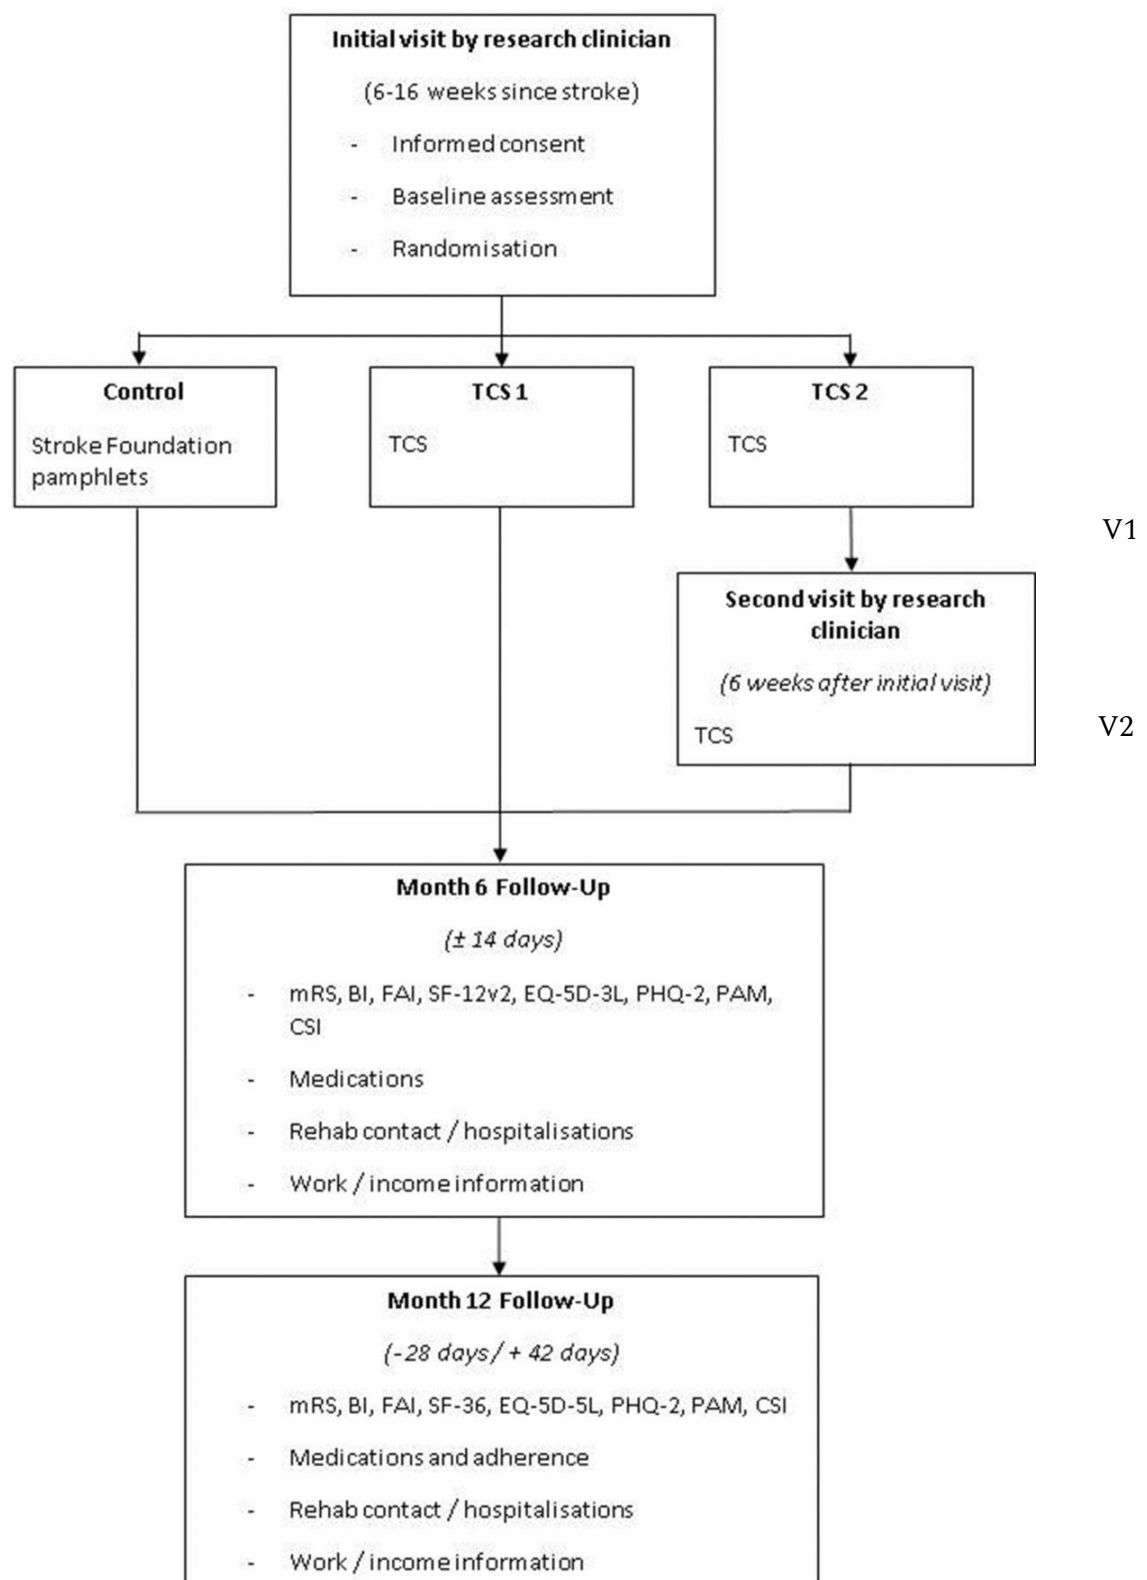 Initial visit by research clinician
(6-16 weeks since stroke)
- Informed consent
- Baseline assessment
- Randomisation
Control
Stroke Foundation
pamphlets
TCS 1
TCS
TCS 2
TCS
V1
Second visit by research
clinician
(6 weeks after initial visit)
TCS
V2
Month 6 Follow-Up
(± 14 days)
- mRS, BI, FAI, SF-12v2, EQ-5D-3L, PHQ-2, PAM,
CSI
- Medications
- Rehab contact / hospitalisations
- Work / income information
Month 12 Follow-Up
(-28 days / + 42 days)
- mRS, BI, FAI, SF-36, EQ-5D-5L, PHQ-2, PAM, CSI
- Medications and adherence
- Rehab contact / hospitalisations
- Work / income information